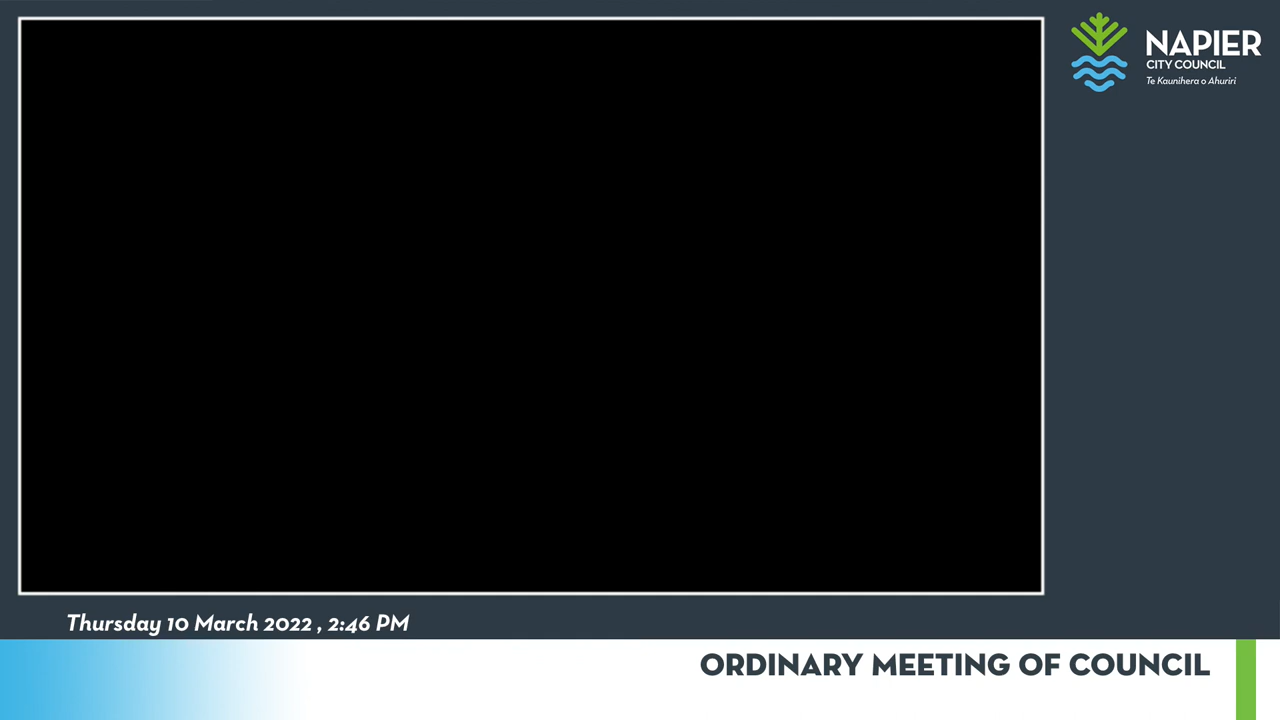 NAPIER
CITY COUNCIL
Te Kaunihera o Ahuriri
Thursday 10 March 2022 , 2:46 PM
ORDINARY MEETING OF COUNCIL